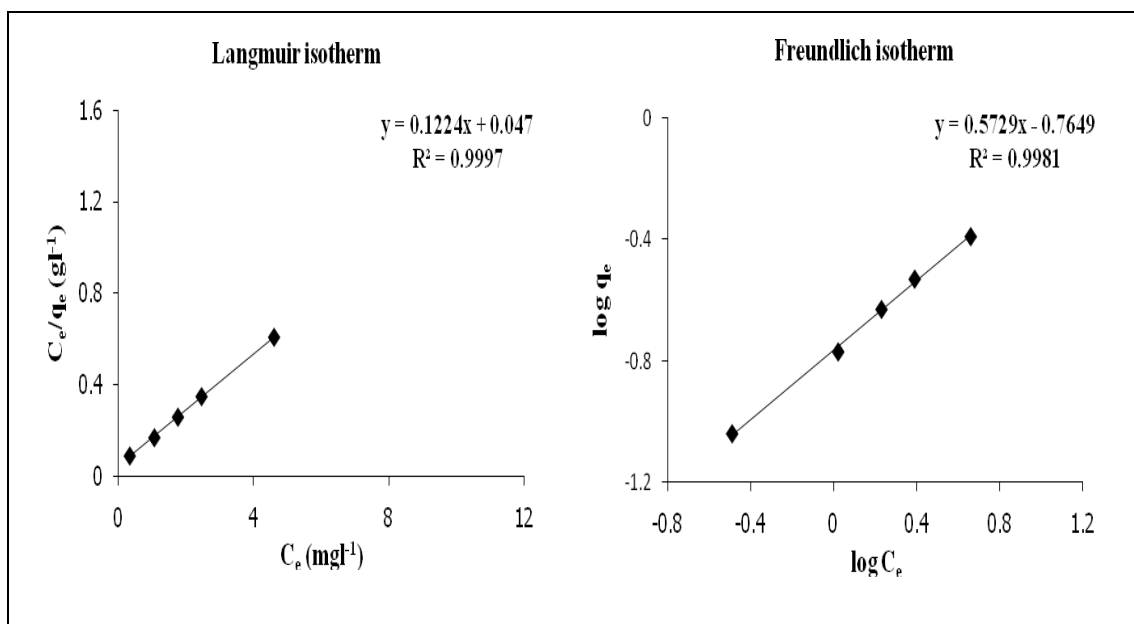 Langmuir isotherm
1.6
1.2
0.8
0.4
0
y = 0.1224x + 0.047
R² = 0.9997
Cₑ/qₑ (gl⁻¹)
0 4 8 12
Cₑ (mgl⁻¹)
Freundlich isotherm
0
-0.4
-0.8
-1.2
y = 0.5729x - 0.7649
R² = 0.9981
log qₑ
-0.8 -0.4 0 0.4 0.8 1.2
log Cₑ